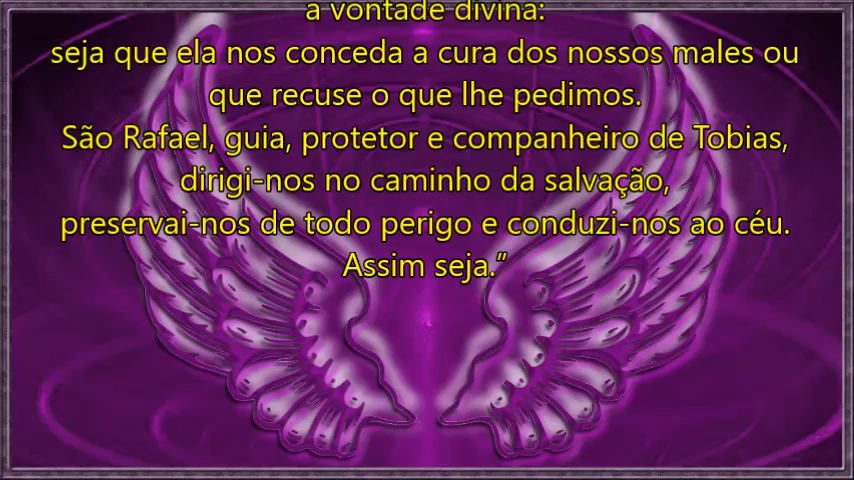 a vontade divina:
seja que ela nos conceda a cura dos nossos males ou
que recuse o que lhe pedimos.
São Rafael, guia, protetor e companheiro de Tobias,
dirigi-nos no caminho da salvação,
preservai-nos de todo perigo e conduzi-nos ao céu.
Assim seja.”